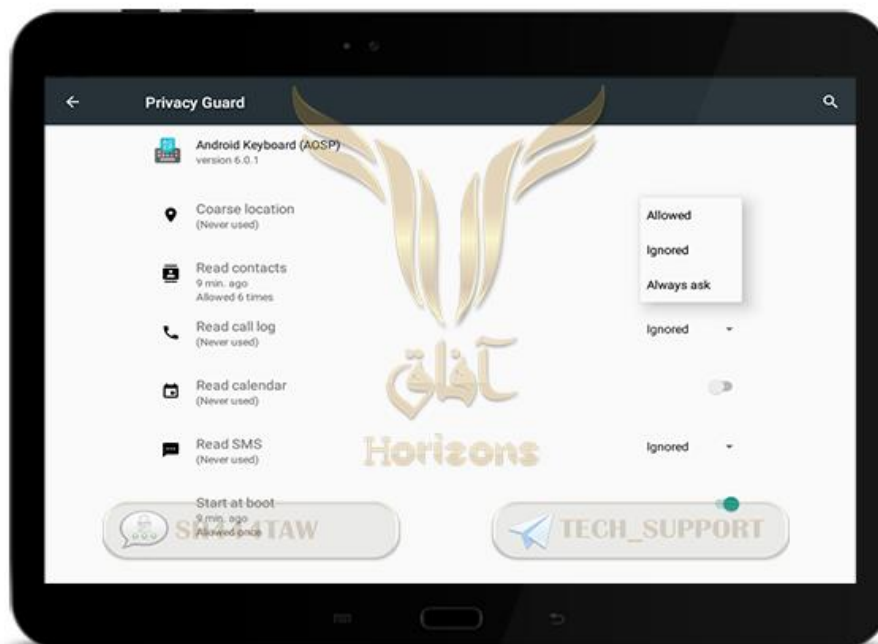 Privacy Guard
Android Keyboard (AOSP)
version 6.0.1
Coarse location
(Never used)
Allowed
Ignored
Always ask
Read contacts
9 min. ago
Allowed 6 times
Read call log
(Never used)
Ignored
آفاق
Read calendar
(Never used)
Horizons
Read SMS
(Never used)
Ignored
Start at boot
9 min. ago
Allowed once
TECH_SUPPORT